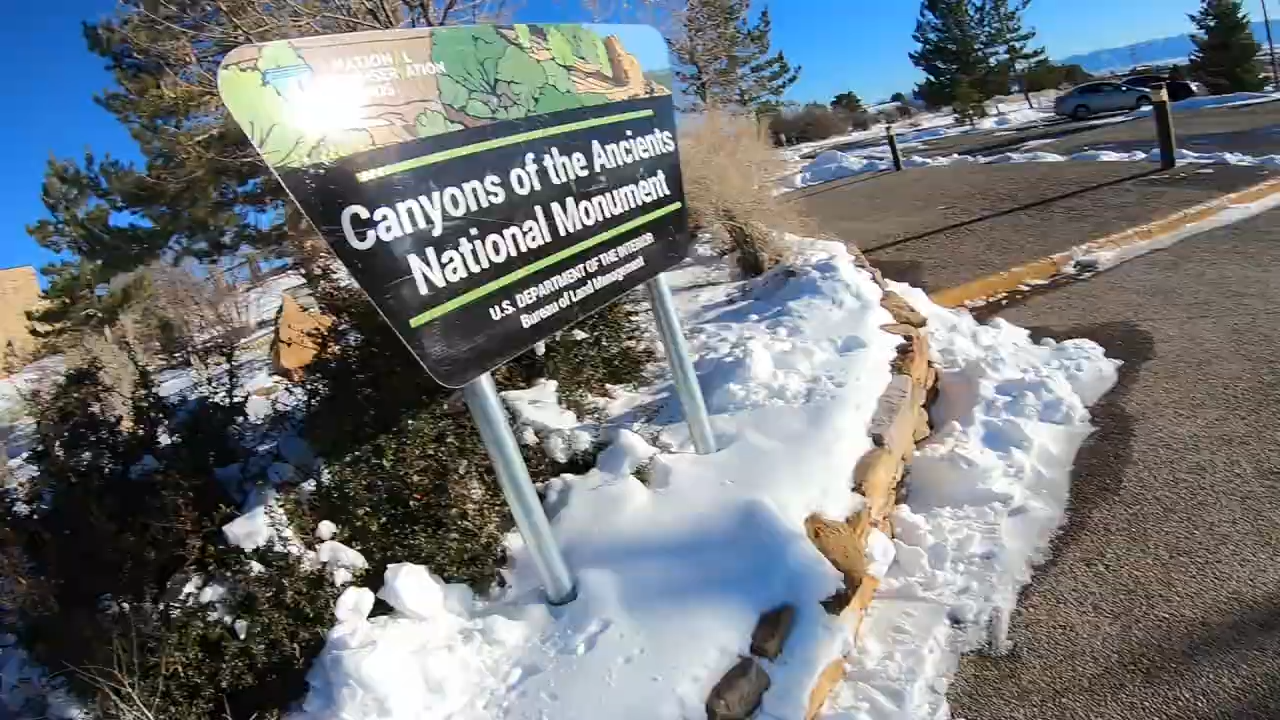 Canyons of the Ancients
National Monument
U.S. DEPARTMENT OF THE INTERIOR
Bureau of Land Management